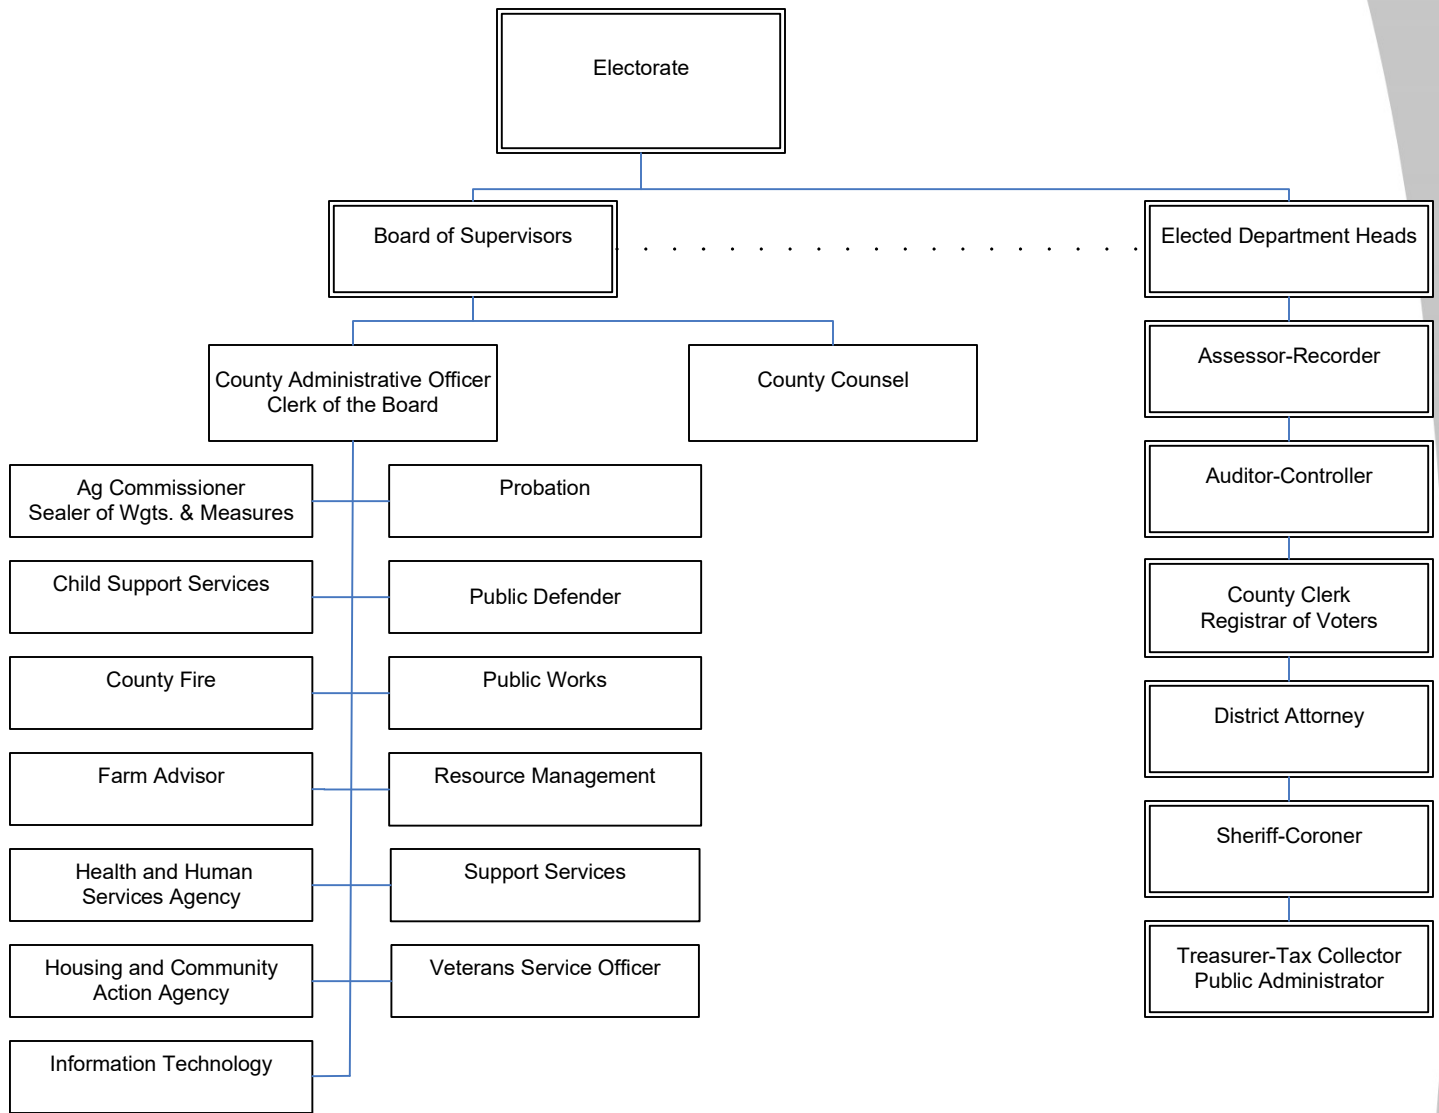 Electorate
Board of Supervisors
Elected Department Heads
County Administrative Officer
Clerk of the Board
County Counsel
Assessor-Recorder
Auditor-Controller
County Clerk
Registrar of Voters
District Attorney
Sheriff-Coroner
Treasurer-Tax Collector
Public Administrator
Ag Commissioner
Sealer of Wgts. & Measures
Probation
Child Support Services
Public Defender
County Fire
Public Works
Farm Advisor
Resource Management
Health and Human
Services Agency
Support Services
Housing and Community
Action Agency
Veterans Service Officer
Information Technology